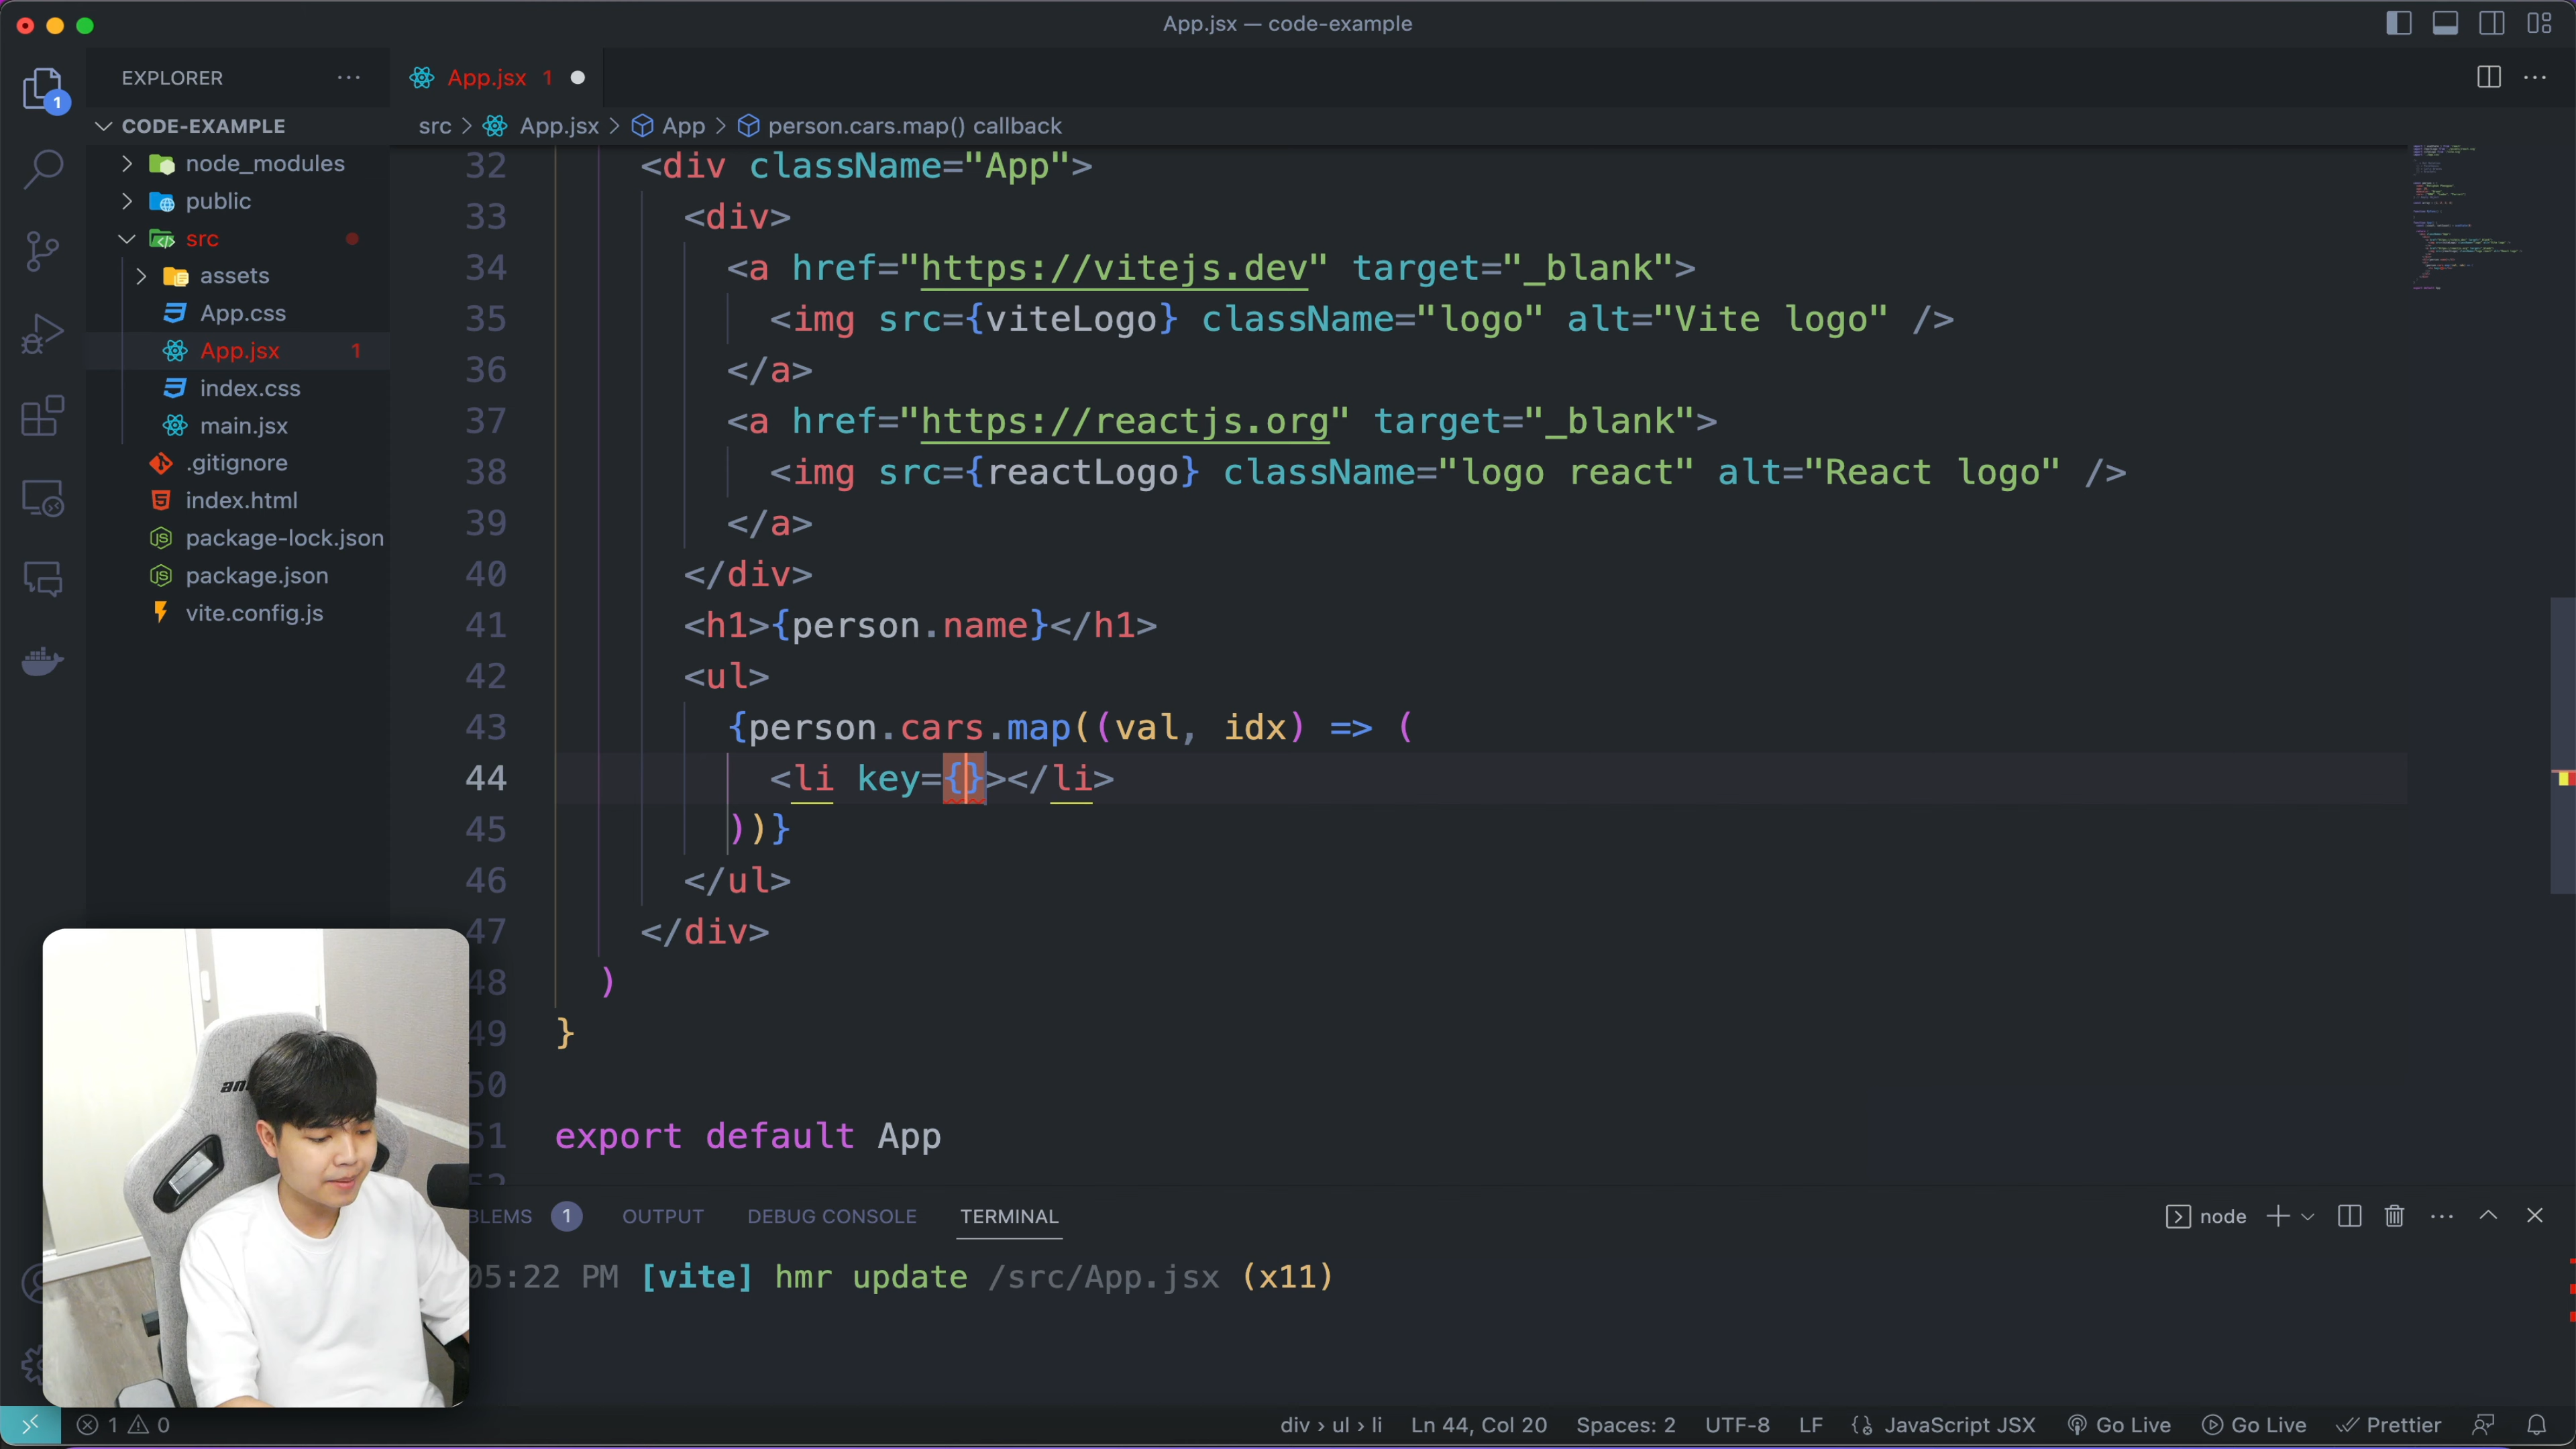 App.jsx — code-example
EXPLORER
App.jsx 1
1
CODE-EXAMPLE
src > App.jsx > App > person.cars.map() callback
node_modules
public
src
assets
App.css
App.jsx 1
index.css
main.jsx
.gitignore
index.html
package-lock.json
package.json
vite.config.js
32 <div className="App">
33 <div>
34 <a href="https://vitejs.dev" target="_blank">
35 <img src={viteLogo} className="logo" alt="Vite logo" />
36 </a>
37 <a href="https://reactjs.org" target="_blank">
38 <img src={reactLogo} className="logo react" alt="React logo" />
39 </a>
40 </div>
41 <h1>{person.name}</h1>
42 <ul>
43 {person.cars.map((val, idx) => (
44 <li key={}></li>
45 ))}
46 </ul>
47 </div>
48 )
49 }
50
51 export default App
52
BLEMS 1 OUTPUT DEBUG CONSOLE TERMINAL
node
05:22 PM [vite] hmr update /src/App.jsx (x11)
1 0
div › ul › li Ln 44, Col 20 Spaces: 2 UTF-8 LF JavaScript JSX Go Live Go Live Prettier